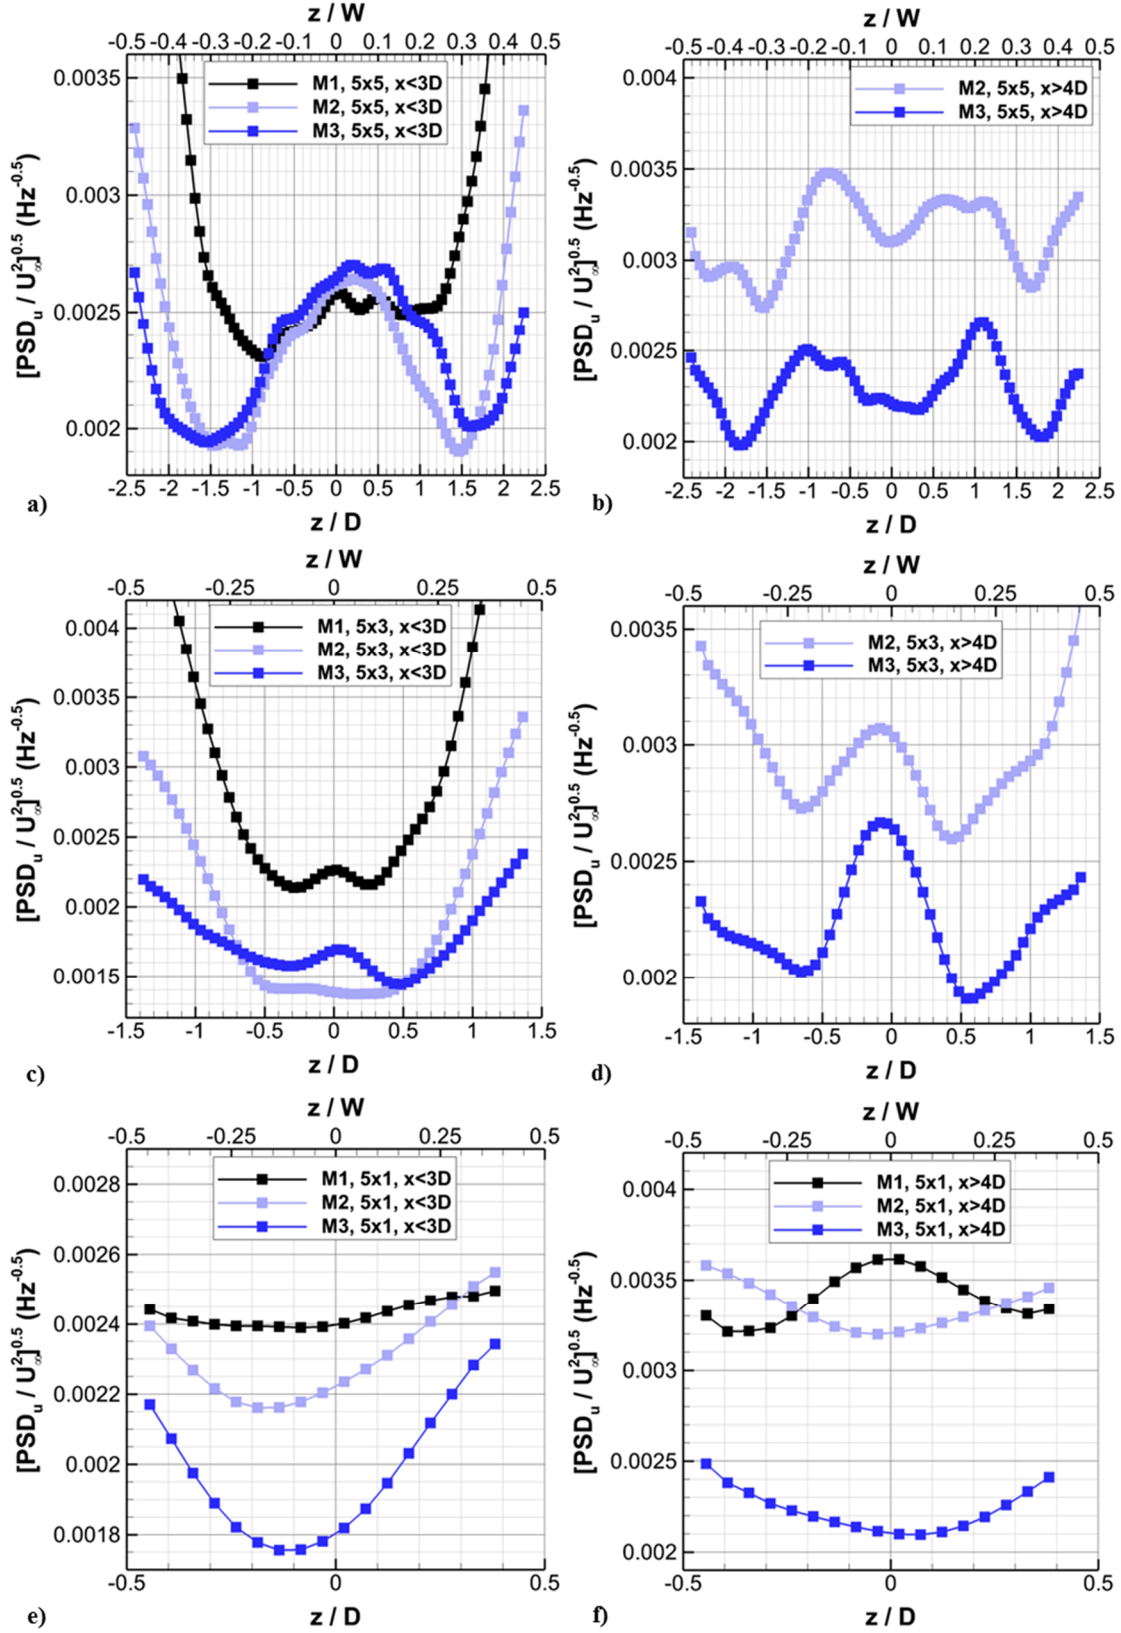 z / W
-0.5 -0.4 -0.3 -0.2 -0.1 0 0.1 0.2 0.3 0.4 0.5
0.0035
0.003
0.0025
0.002
[PSD_u / U²_∞]^0.5 (Hz^-0.5)
M1, 5x5, x<3D
M2, 5x5, x<3D
M3, 5x5, x<3D
-2.5 -2 -1.5 -1 -0.5 0 0.5 1 1.5 2 2.5
z / D
a)
z / W
-0.5 -0.4 -0.3 -0.2 -0.1 0 0.1 0.2 0.3 0.4 0.5
0.004
0.0035
0.003
0.0025
0.002
[PSD_u / U²_∞]^0.5 (Hz^-0.5)
M2, 5x5, x>4D
M3, 5x5, x>4D
-2.5 -2 -1.5 -1 -0.5 0 0.5 1 1.5 2 2.5
z / D
b)
z / W
-0.5 -0.25 0 0.25 0.5
0.004
0.0035
0.003
0.0025
0.002
0.0015
[PSD_u / U²_∞]^0.5 (Hz^-0.5)
M1, 5x3, x<3D
M2, 5x3, x<3D
M3, 5x3, x<3D
-1.5 -1 -0.5 0 0.5 1 1.5
z / D
c)
z / W
-0.5 -0.25 0 0.25 0.5
0.0035
0.003
0.0025
0.002
[PSD_u / U²_∞]^0.5 (Hz^-0.5)
M2, 5x3, x>4D
M3, 5x3, x>4D
-1.5 -1 -0.5 0 0.5 1 1.5
z / D
d)
z / W
-0.5 -0.25 0 0.25 0.5
0.0028
0.0026
0.0024
0.0022
0.002
0.0018
[PSD_u / U²_∞]^0.5 (Hz^-0.5)
M1, 5x1, x<3D
M2, 5x1, x<3D
M3, 5x1, x<3D
-0.5 0 0.5
z / D
e)
z / W
-0.5 -0.25 0 0.25 0.5
0.004
0.0035
0.003
0.0025
0.002
[PSD_u / U²_∞]^0.5 (Hz^-0.5)
M1, 5x1, x>4D
M2, 5x1, x>4D
M3, 5x1, x>4D
-0.5 0 0.5
z / D
f)